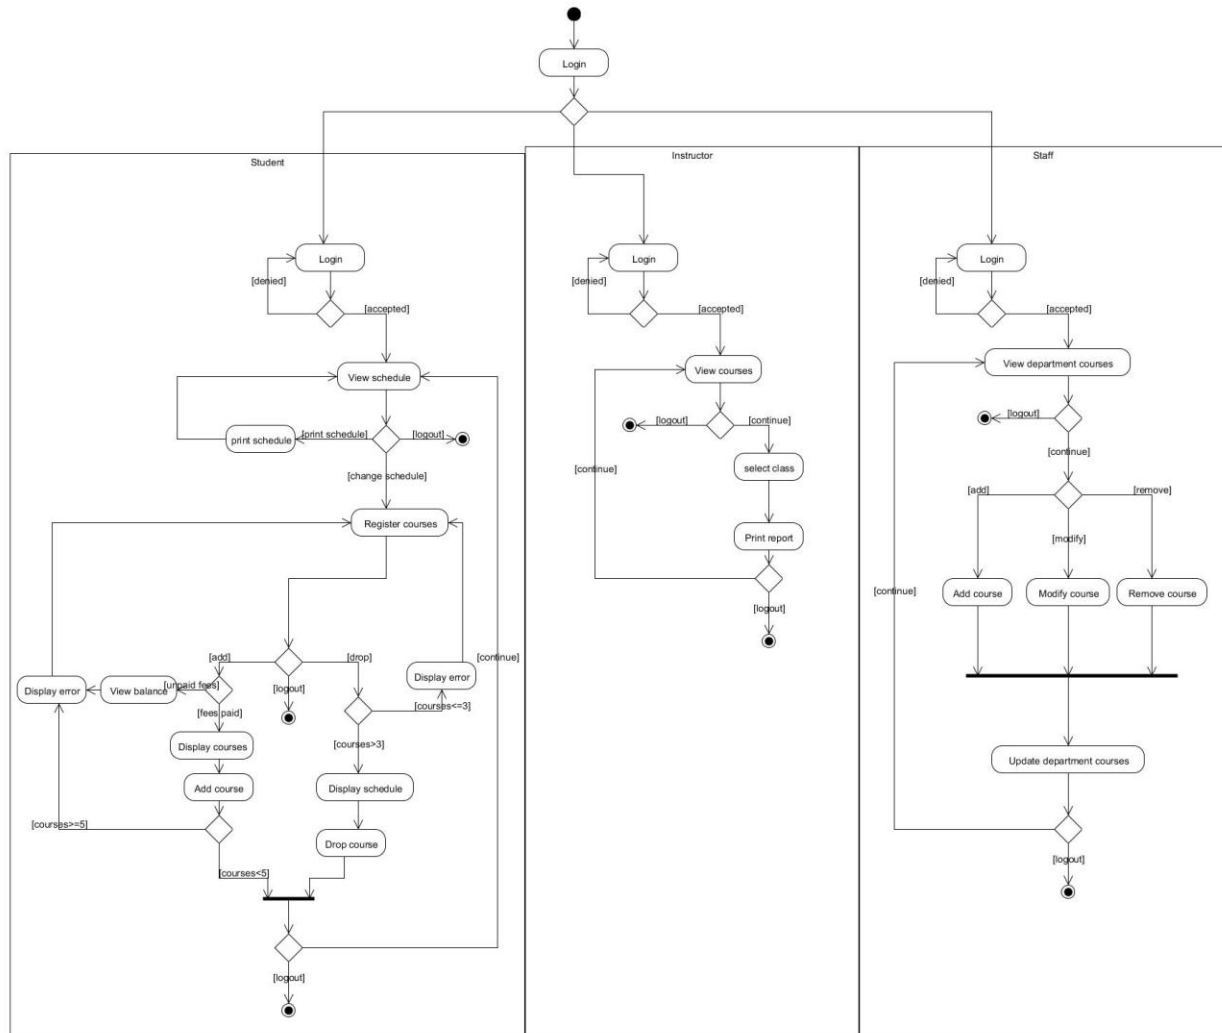 Login
Student
Instructor
Staff
Login
[denied]
[accepted]
View schedule
[print schedule]
print schedule
[logout]
[change schedule]
Register courses
[add]
[drop]
[continue]
Display error
View balance
[unpaid fees]
[logout]
Display error
[fees paid]
[courses<=3]
Display courses
[courses>3]
Add course
Display schedule
[courses>=5]
Drop course
[courses<5]
[logout]
Login
[denied]
[accepted]
View courses
[logout]
[continue]
select class
[continue]
Print report
[logout]
Login
[denied]
[accepted]
View department courses
[logout]
[continue]
[add]
[remove]
[modify]
[continue]
Add course
Modify course
Remove course
Update department courses
[logout]